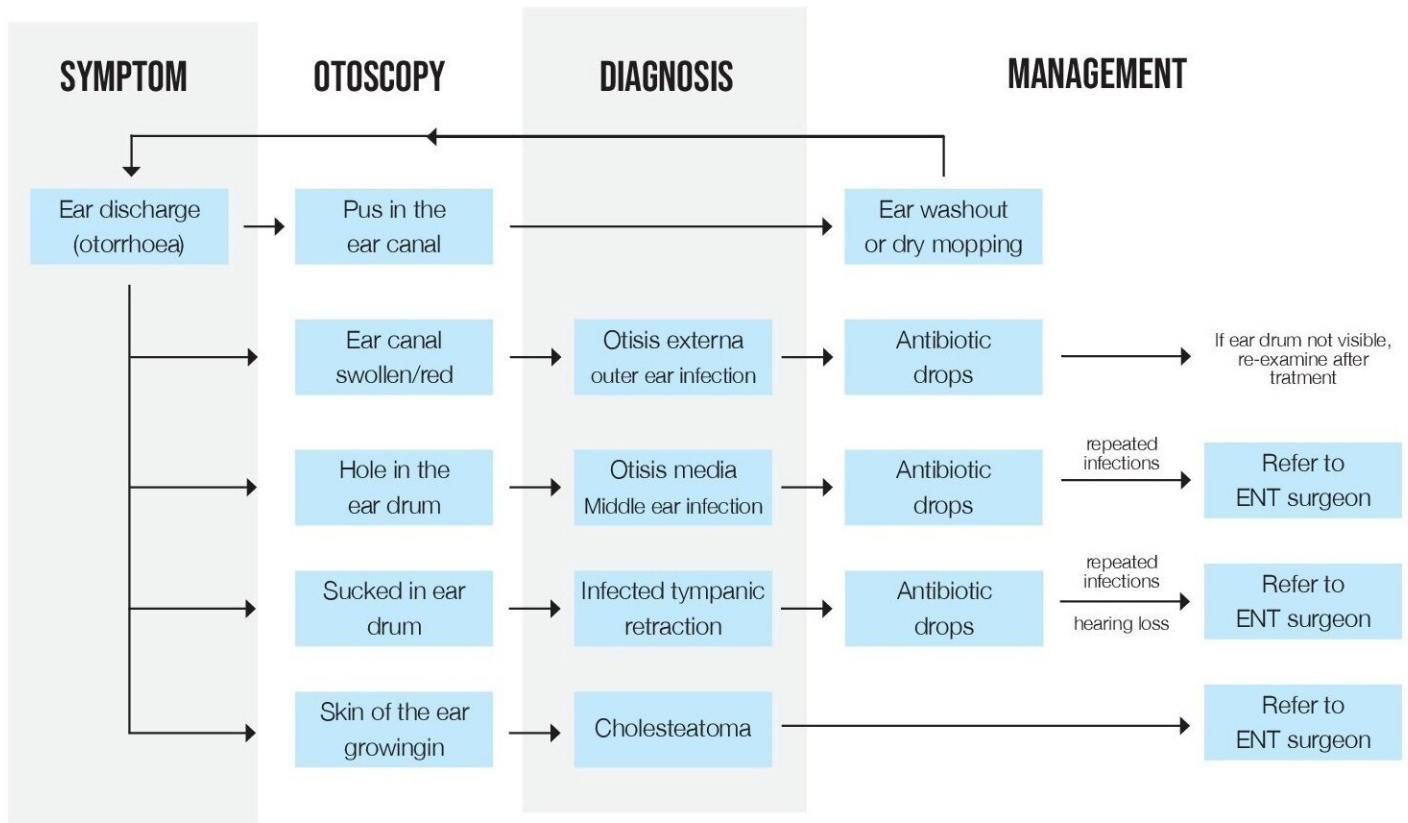 SYMPTOM
OTOSCOPY
DIAGNOSIS
MANAGEMENT
Ear discharge
(otorrhoea)
Pus in the
ear canal
Ear washout
or dry mopping
Ear canal
swollen/red
Otisis externa
outer ear infection
Antibiotic
drops
If ear drum not visible,
re-examine after
tratment
Hole in the
ear drum
Otisis media
Middle ear infection
Antibiotic
drops
repeated
infections
Refer to
ENT surgeon
Sucked in ear
drum
Infected tympanic
retraction
Antibiotic
drops
repeated
infections
hearing loss
Refer to
ENT surgeon
Skin of the ear
growingin
Cholesteatoma
Refer to
ENT surgeon